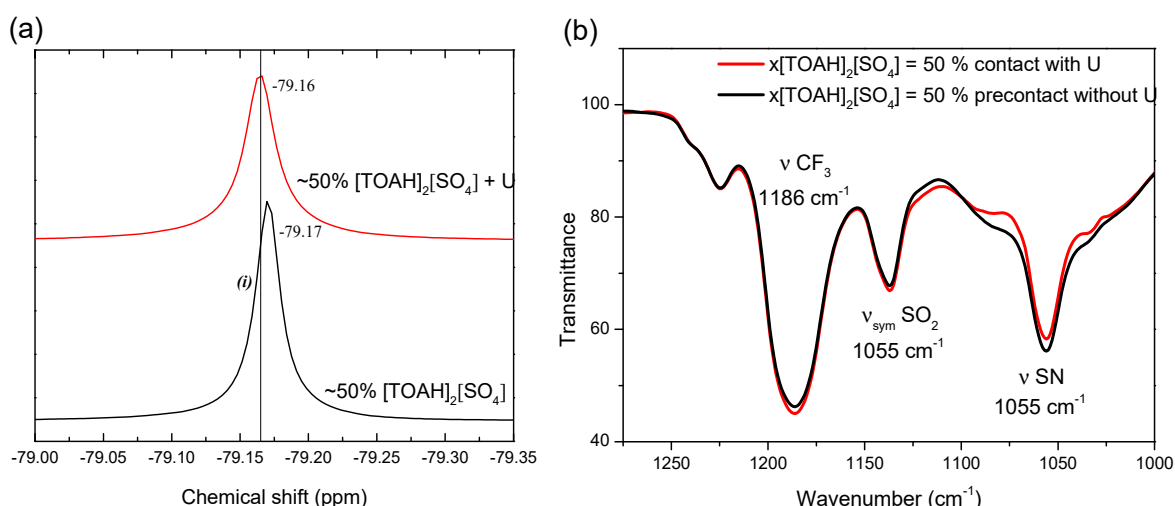 (a)
-79.16
~50% [TOAH]₂[SO₄] + U
-79.17
(i)
~50% [TOAH]₂[SO₄]
-79.00 -79.05 -79.10 -79.15 -79.20 -79.25 -79.30 -79.35
Chemical shift (ppm)
(b)
x[TOAH]₂[SO₄] = 50 % contact with U
x[TOAH]₂[SO₄] = 50 % precontact without U
100
80
60
40
Transmittance
ν CF₃
1186 cm⁻¹
νsym SO₂
1055 cm⁻¹
ν SN
1055 cm⁻¹
1250 1200 1150 1100 1050 1000
Wavenumber (cm⁻¹)